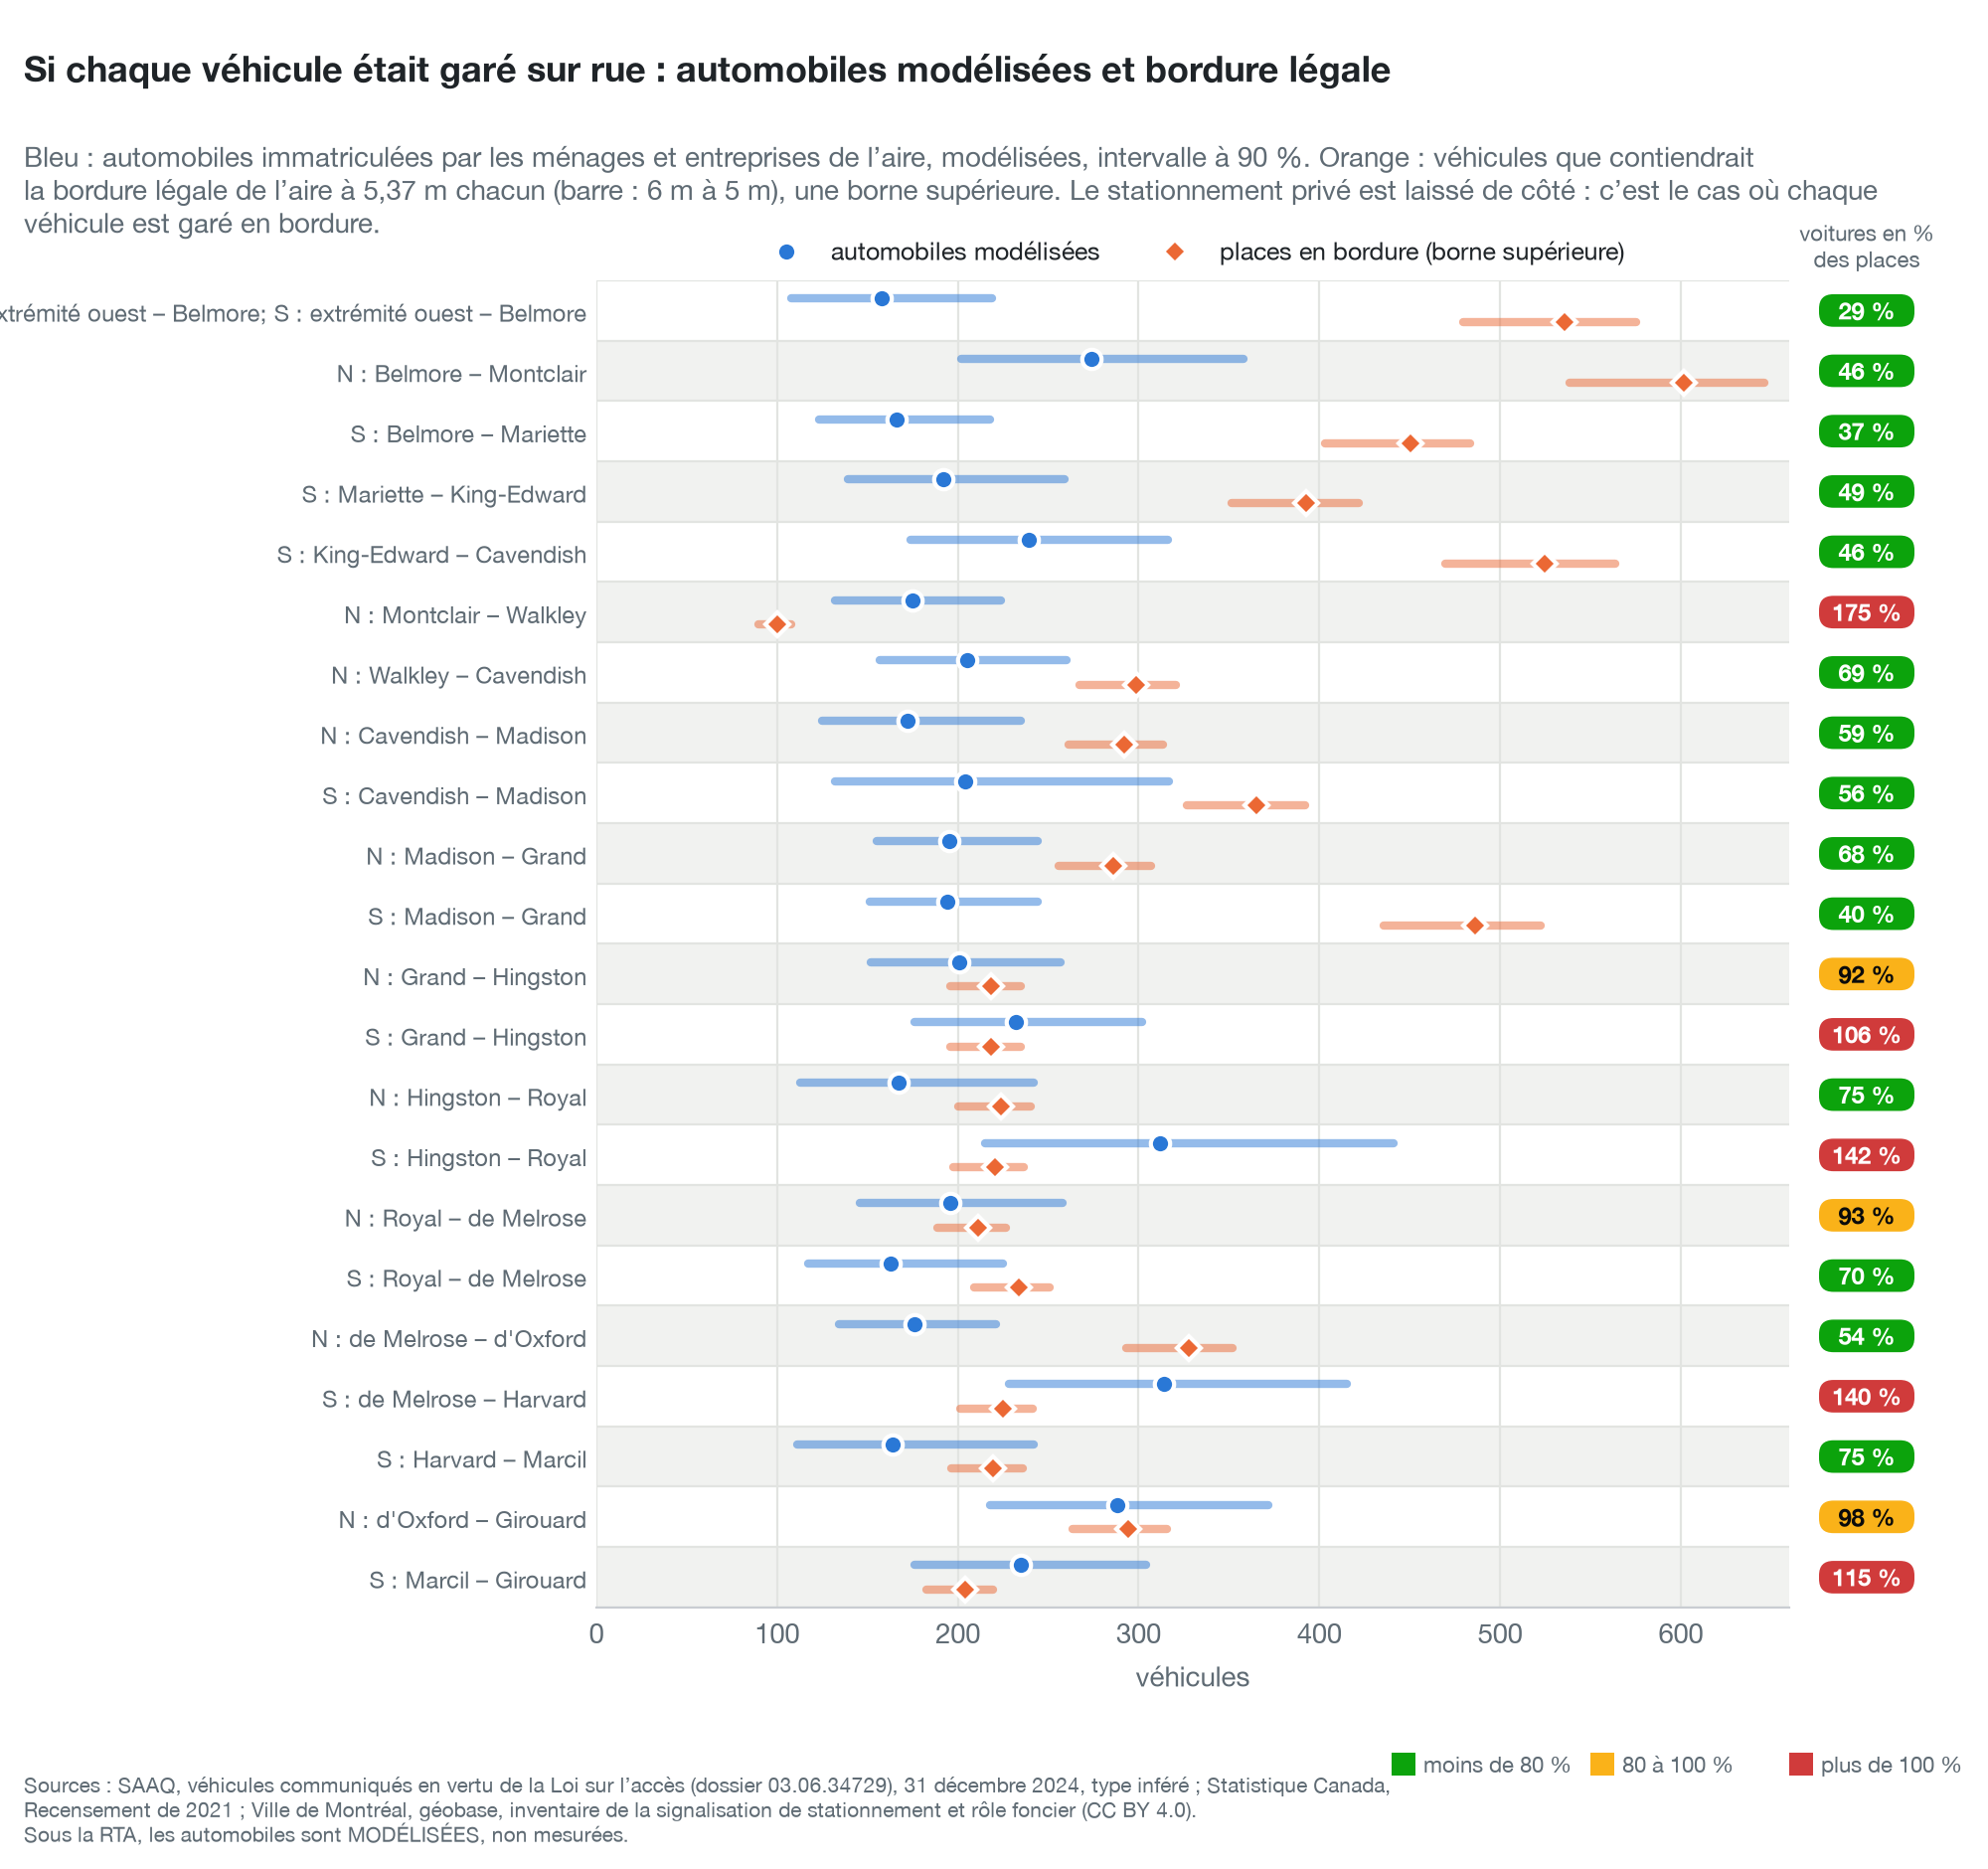 Si chaque véhicule était garé sur rue : automobiles modélisées et bordure légale
Bleu : automobiles immatriculées par les ménages et entreprises de l’aire, modélisées, intervalle à 90 %. Orange : véhicules que contiendrait
la bordure légale de l’aire à 5,37 m chacun (barre : 6 m à 5 m), une borne supérieure. Le stationnement privé est laissé de côté : c’est le cas où chaque
véhicule est garé en bordure.
voitures en %
des places
automobiles modélisées
places en bordure (borne supérieure)
xtrémité ouest – Belmore; S : extrémité ouest – Belmore 29 %
N : Belmore – Montclair 46 %
S : Belmore – Mariette 37 %
S : Mariette – King-Edward 49 %
S : King-Edward – Cavendish 46 %
N : Montclair – Walkley 175 %
N : Walkley – Cavendish 69 %
N : Cavendish – Madison 59 %
S : Cavendish – Madison 56 %
N : Madison – Grand 68 %
S : Madison – Grand 40 %
N : Grand – Hingston 92 %
S : Grand – Hingston 106 %
N : Hingston – Royal 75 %
S : Hingston – Royal 142 %
N : Royal – de Melrose 93 %
S : Royal – de Melrose 70 %
N : de Melrose – d'Oxford 54 %
S : de Melrose – Harvard 140 %
S : Harvard – Marcil 75 %
N : d'Oxford – Girouard 98 %
S : Marcil – Girouard 115 %
0 100 200 300 400 500 600
véhicules
moins de 80 % 80 à 100 % plus de 100 %
Sources : SAAQ, véhicules communiqués en vertu de la Loi sur l’accès (dossier 03.06.34729), 31 décembre 2024, type inféré ; Statistique Canada,
Recensement de 2021 ; Ville de Montréal, géobase, inventaire de la signalisation de stationnement et rôle foncier (CC BY 4.0).
Sous la RTA, les automobiles sont MODÉLISÉES, non mesurées.